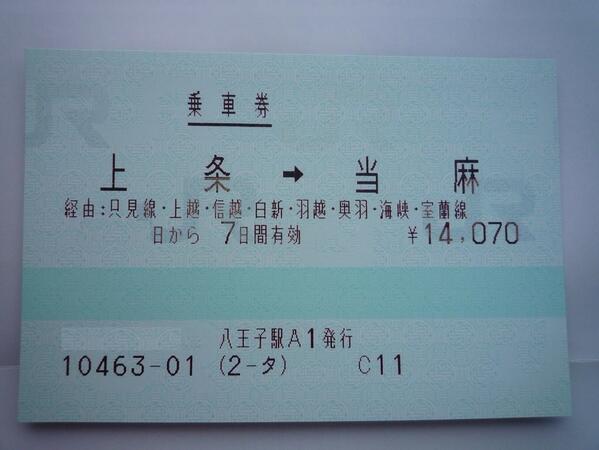 乗車券
上条 → 当麻
経由:只見線・上越・信越・白新・羽越・奥羽・海峡・室蘭線
日から 7日間有効 ¥14,070
八王子駅A1発行
10463-01 (2-タ) C11